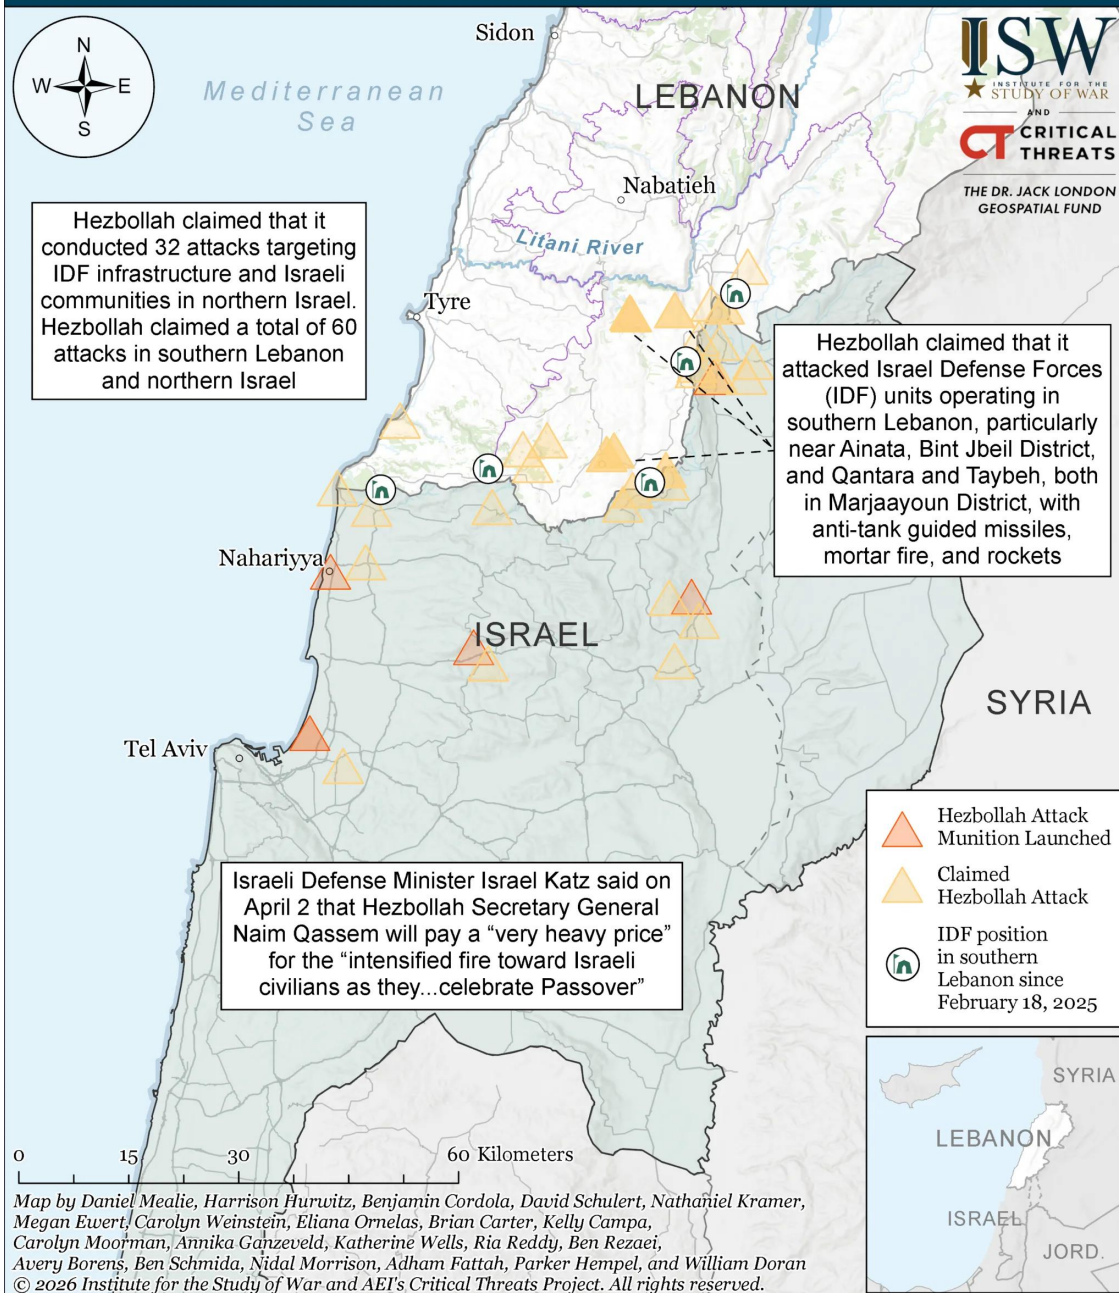 N
W
E
S
Mediterranean
Sea
Sidon
LEBANON
ISW
INSTITUTE FOR THE
STUDY OF WAR
AND
CT CRITICAL
THREATS
THE DR. JACK LONDON
GEOSPATIAL FUND
Nabatieh
Litani River
Hezbollah claimed that it
conducted 32 attacks targeting
IDF infrastructure and Israeli
communities in northern Israel.
Hezbollah claimed a total of 60
attacks in southern Lebanon
and northern Israel
Tyre
Hezbollah claimed that it
attacked Israel Defense Forces
(IDF) units operating in
southern Lebanon, particularly
near Ainata, Bint Jbeil District,
and Qantara and Taybeh, both
in Marjaayoun District, with
anti-tank guided missiles,
mortar fire, and rockets
Nahariyya
ISRAEL
SYRIA
Tel Aviv
Hezbollah Attack
Munition Launched
Claimed
Hezbollah Attack
IDF position
in southern
Lebanon since
February 18, 2025
Israeli Defense Minister Israel Katz said on
April 2 that Hezbollah Secretary General
Naim Qassem will pay a “very heavy price”
for the “intensified fire toward Israeli
civilians as they...celebrate Passover”
SYRIA
LEBANON
ISRAEL
JORD.
0 15 30 60 Kilometers
Map by Daniel Mealie, Harrison Hurwitz, Benjamin Cordola, David Schulert, Nathaniel Kramer,
Megan Ewert, Carolyn Weinstein, Eliana Ornelas, Brian Carter, Kelly Campa,
Carolyn Moorman, Annika Ganzeveld, Katherine Wells, Ria Reddy, Ben Rezaei,
Avery Borens, Ben Schmida, Nidal Morrison, Adham Fattah, Parker Hempel, and William Doran
© 2026 Institute for the Study of War and AEI's Critical Threats Project. All rights reserved.